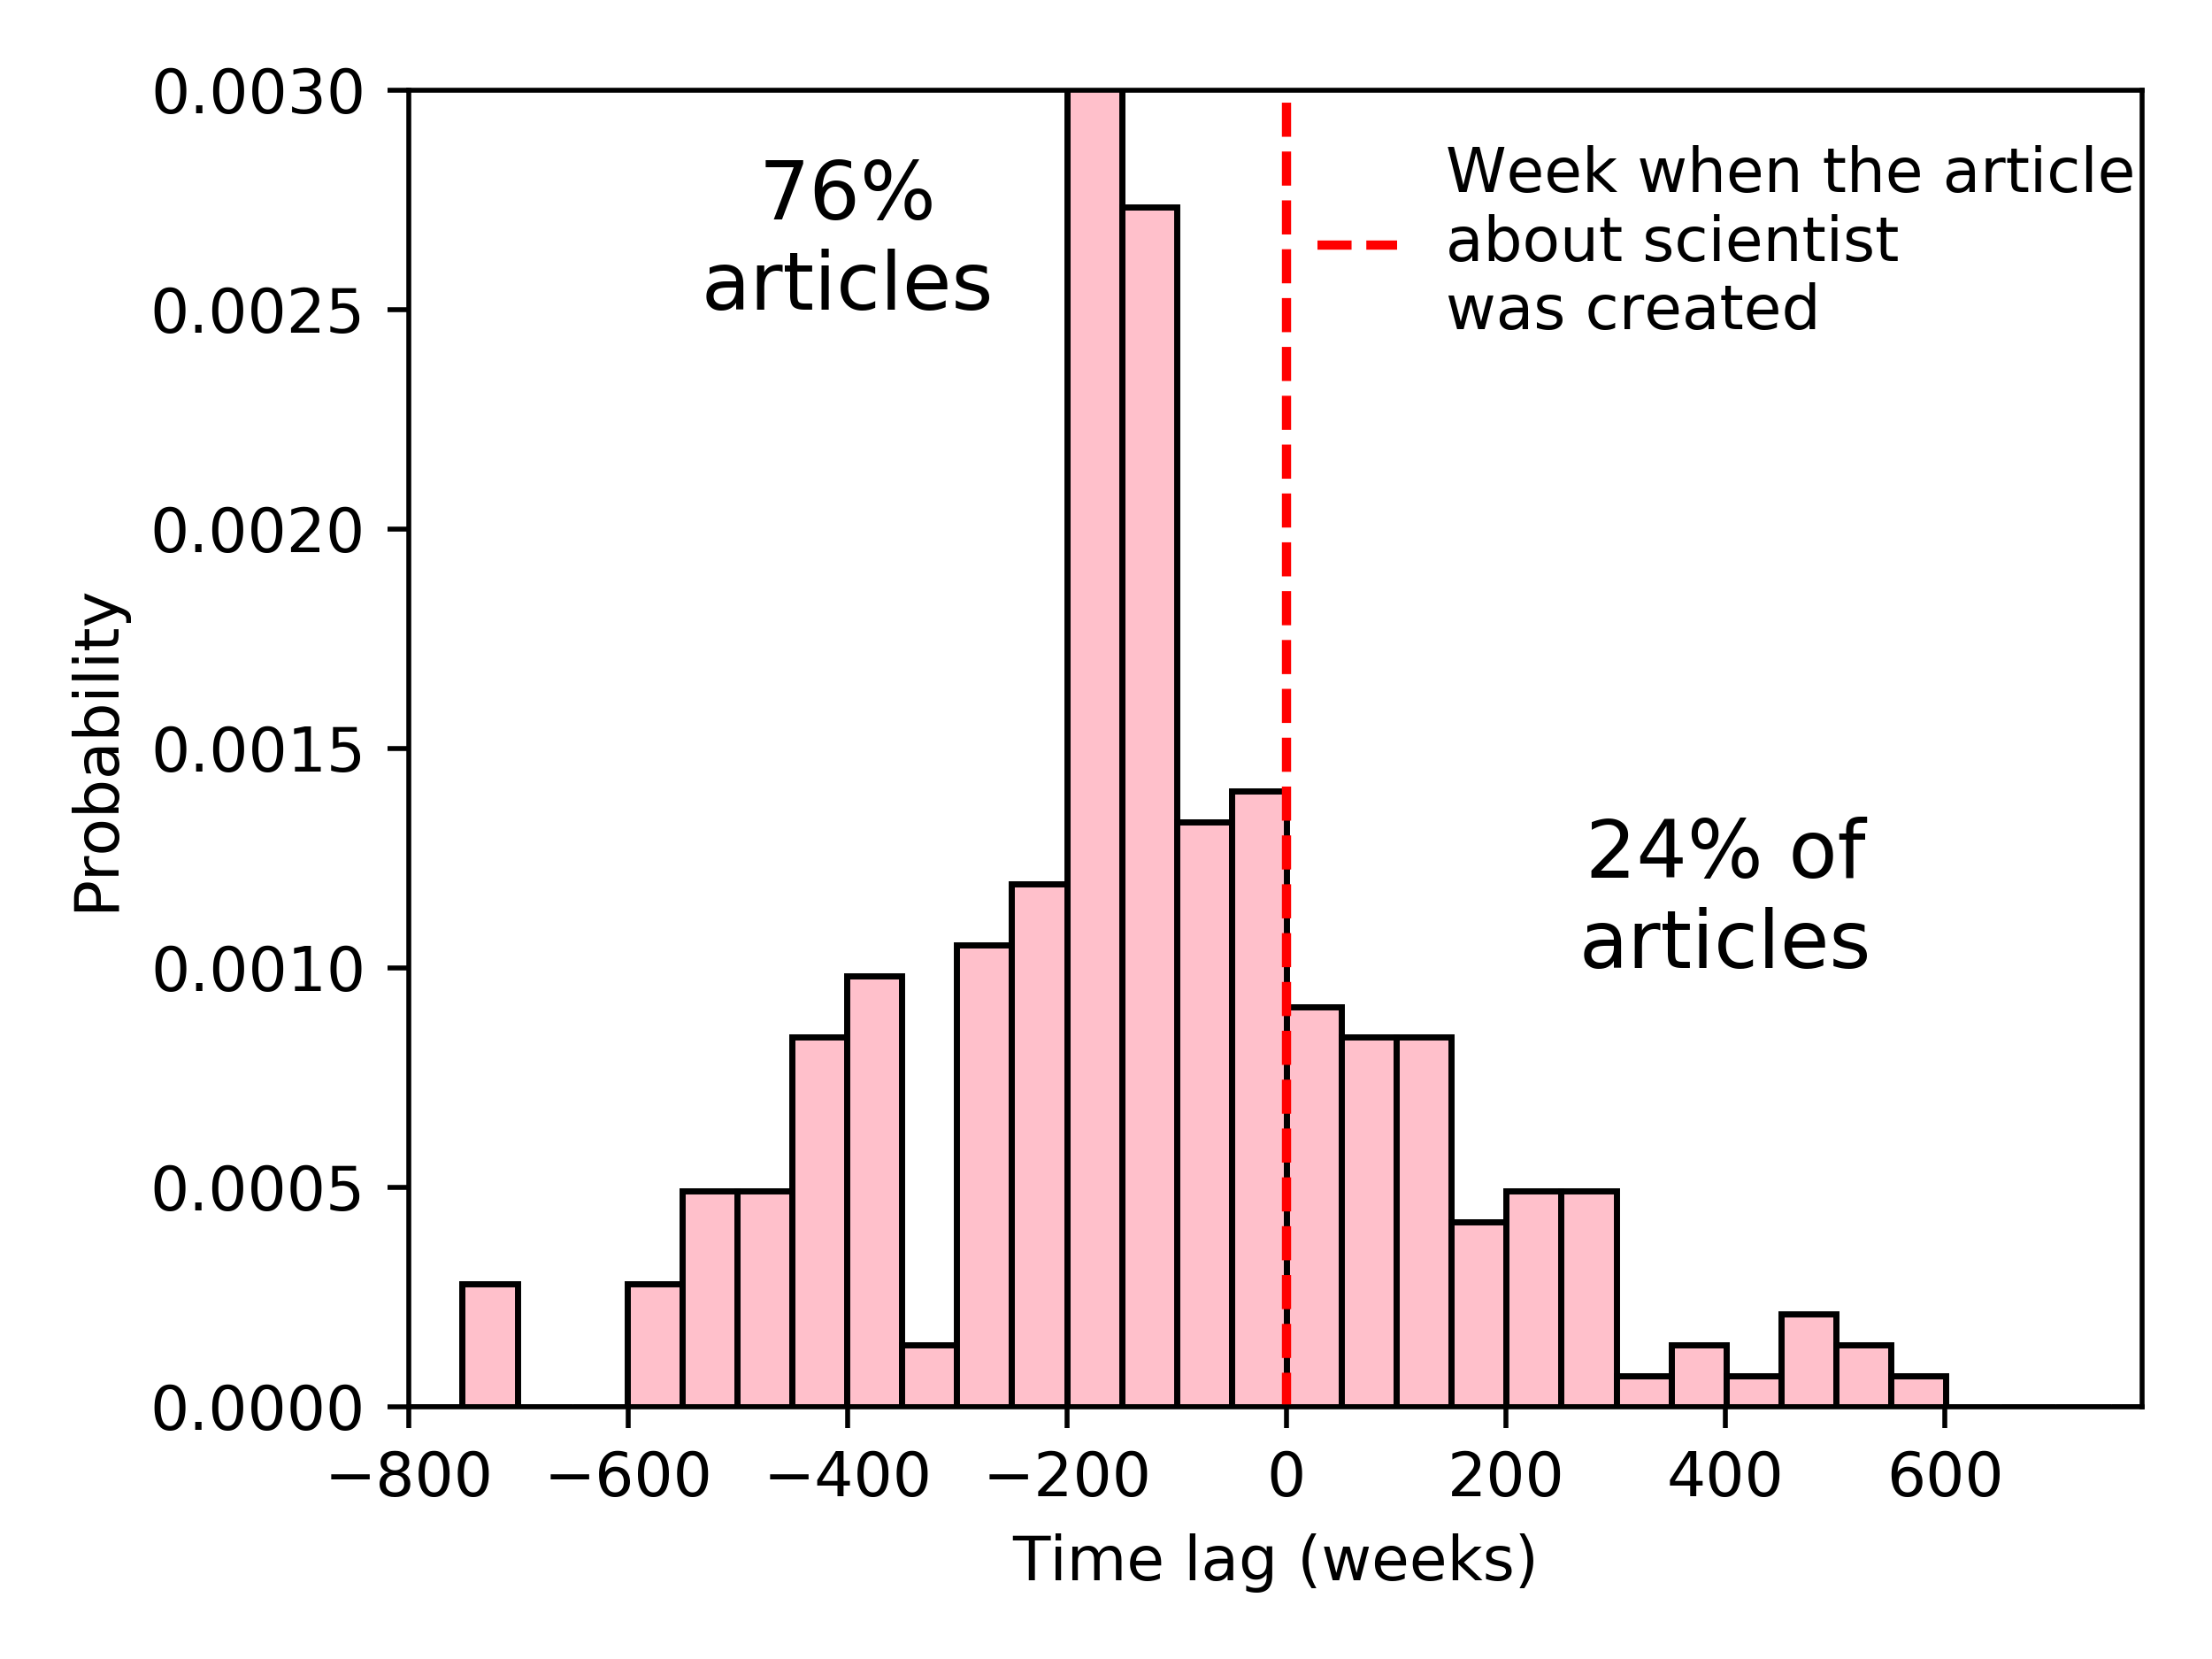 0.0030
0.0025
0.0020
0.0015
0.0010
0.0005
0.0000
Probability
76%
articles
Week when the article
about scientist
was created
24% of
articles
−800 −600 −400 −200 0 200 400 600
Time lag (weeks)